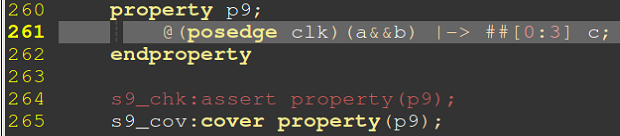 260 property p9;
261 @(posedge clk)(a&&b) |-> ##[0:3] c;
262 endproperty
263
264 s9_chk:assert property(p9);
265 s9_cov:cover property(p9);